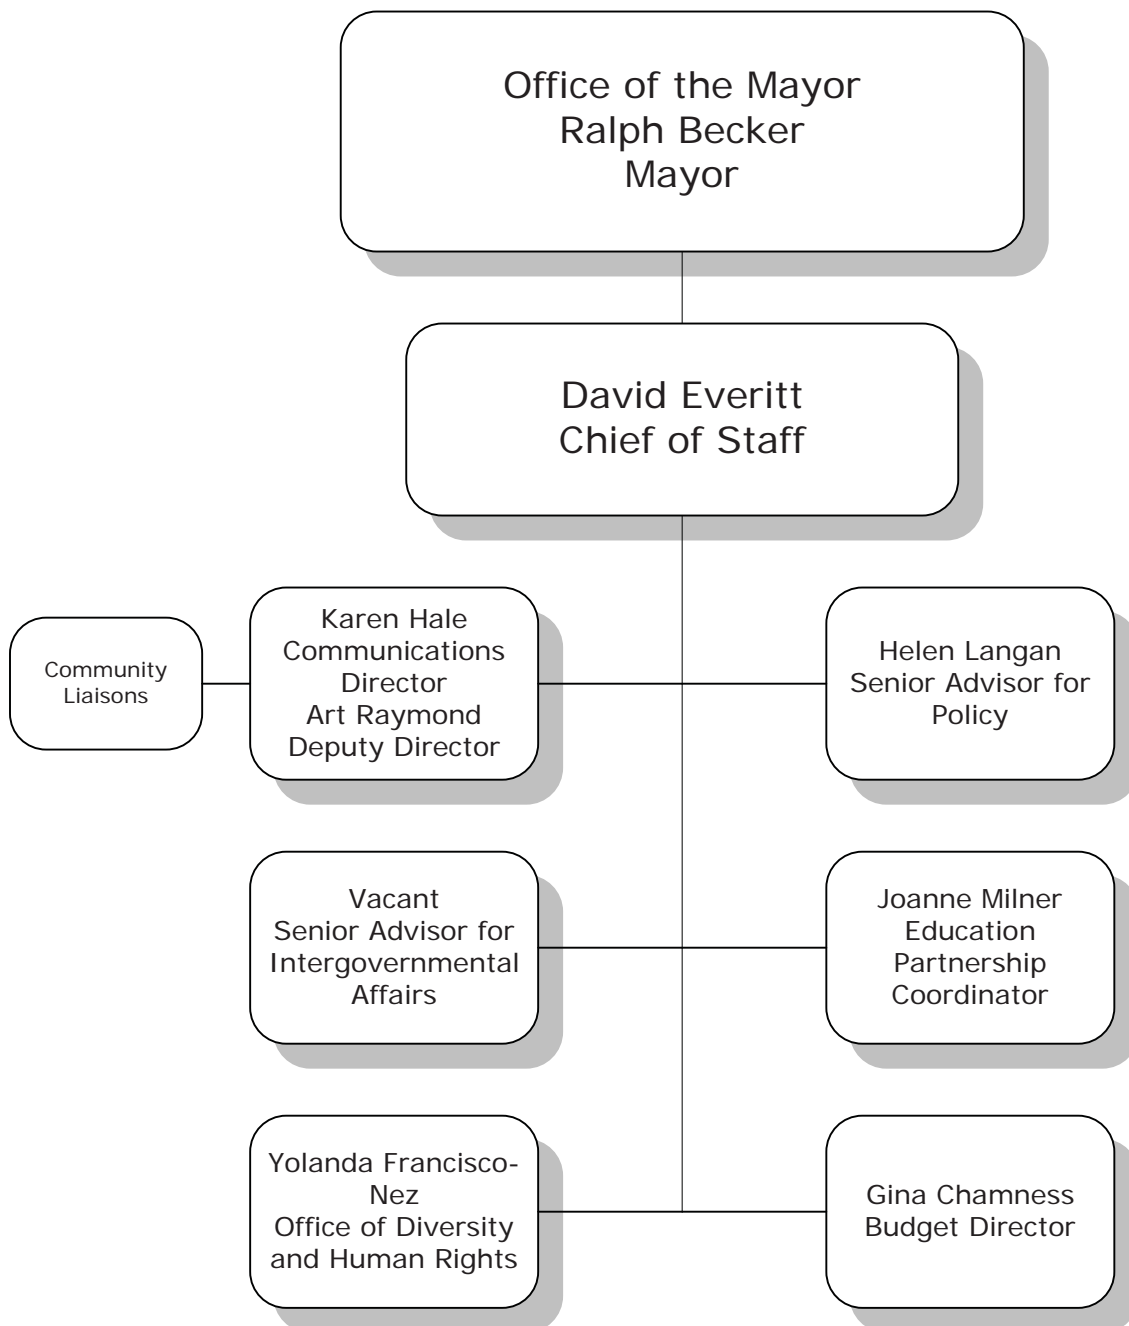 Office of the Mayor
Ralph Becker
Mayor
David Everitt
Chief of Staff
Community
Liaisons
Karen Hale
Communications
Director
Art Raymond
Deputy Director
Helen Langan
Senior Advisor for
Policy
Vacant
Senior Advisor for
Intergovernmental
Affairs
Joanne Milner
Education
Partnership
Coordinator
Yolanda Francisco-
Nez
Office of Diversity
and Human Rights
Gina Chamness
Budget Director